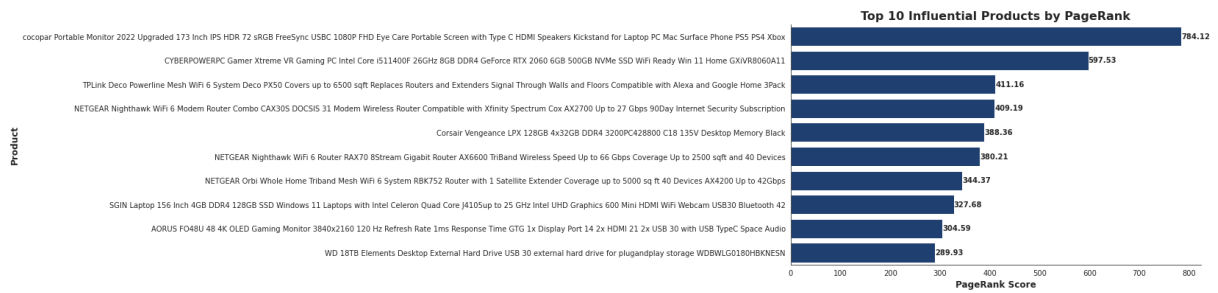 Top 10 Influential Products by PageRank
cocopar Portable Monitor 2022 Upgraded 173 Inch IPS HDR 72 sRGB FreeSync USBC 1080P FHD Eye Care Portable Screen with Type C HDMI Speakers Kickstand for Laptop PC Mac Surface Phone PS5 PS4 Xbox 784.12
CYBERPOWERPC Gamer Xtreme VR Gaming PC Intel Core i511400F 26GHz 8GB DDR4 GeForce RTX 2060 6GB 500GB NVMe SSD WiFi Ready Win 11 Home GXiVR8060A11 597.53
TPLink Deco Powerline Mesh WiFi 6 System Deco PX50 Covers up to 6500 sqft Replaces Routers and Extenders Signal Through Walls and Floors Compatible with Alexa and Google Home 3Pack 411.16
NETGEAR Nighthawk WiFi 6 Modem Router Combo CAX30S DOCSIS 31 Modem Wireless Router Compatible with Xfinity Spectrum Cox AX2700 Up to 27 Gbps 90Day Internet Security Subscription 409.19
Corsair Vengeance LPX 128GB 4x32GB DDR4 3200PC428800 C18 135V Desktop Memory Black 388.36
NETGEAR Nighthawk WiFi 6 Router RAX70 8Stream Gigabit Router AX6600 TriBand Wireless Speed Up to 66 Gbps Coverage Up to 2500 sqft and 40 Devices 380.21
NETGEAR Orbi Whole Home Triband Mesh WiFi 6 System RBK752 Router with 1 Satellite Extender Coverage up to 5000 sq ft 40 Devices AX4200 Up to 42Gbps 344.37
SGIN Laptop 156 Inch 4GB DDR4 128GB SSD Windows 11 Laptops with Intel Celeron Quad Core J4105up to 25 GHz Intel UHD Graphics 600 Mini HDMI WiFi Webcam USB30 Bluetooth 42 327.68
AORUS FO48U 48 4K OLED Gaming Monitor 3840x2160 120 Hz Refresh Rate 1ms Response Time GTG 1x Display Port 14 2x HDMI 21 2x USB 30 with USB TypeC Space Audio 304.59
WD 18TB Elements Desktop External Hard Drive USB 30 external hard drive for plugandplay storage WDBWLG0180HBKNESN 289.93
Product
0 100 200 300 400 500 600 700 800
PageRank Score